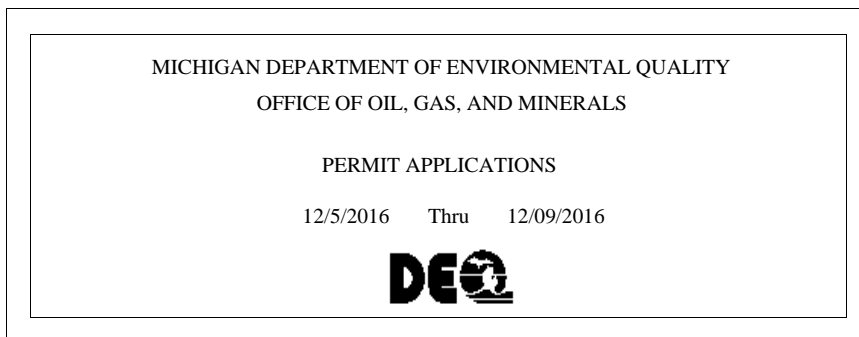 MICHIGAN DEPARTMENT OF ENVIRONMENTAL QUALITY
OFFICE OF OIL, GAS, AND MINERALS
PERMIT APPLICATIONS
12/5/2016 Thru 12/09/2016
DEQ